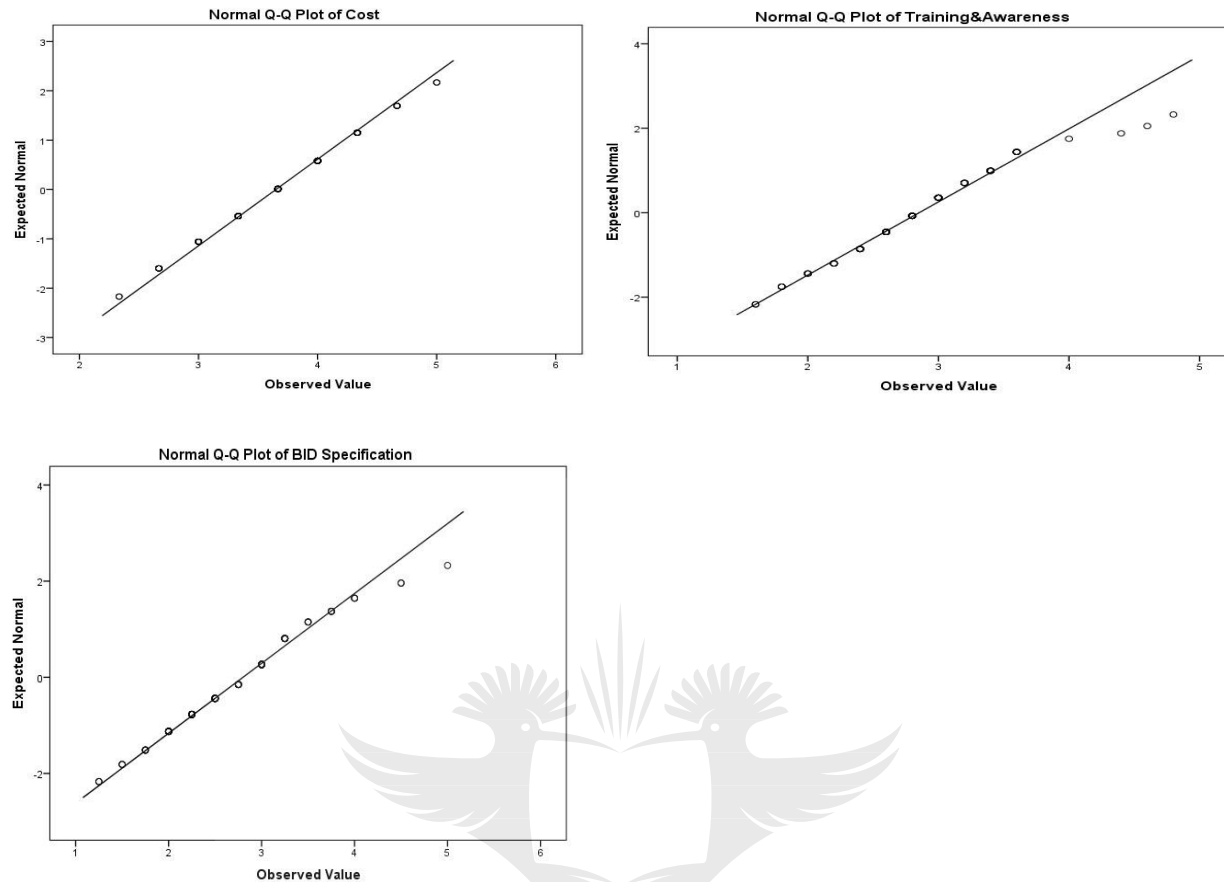 Normal Q-Q Plot of Cost
3
2
1
0
-1
-2
-3
Expected Normal
2 3 4 5 6
Observed Value
Normal Q-Q Plot of Training&Awareness
4
2
0
-2
Expected Normal
1 2 3 4 5
Observed Value
Normal Q-Q Plot of BID Specification
4
2
0
-2
Expected Normal
1 2 3 4 5 6
Observed Value